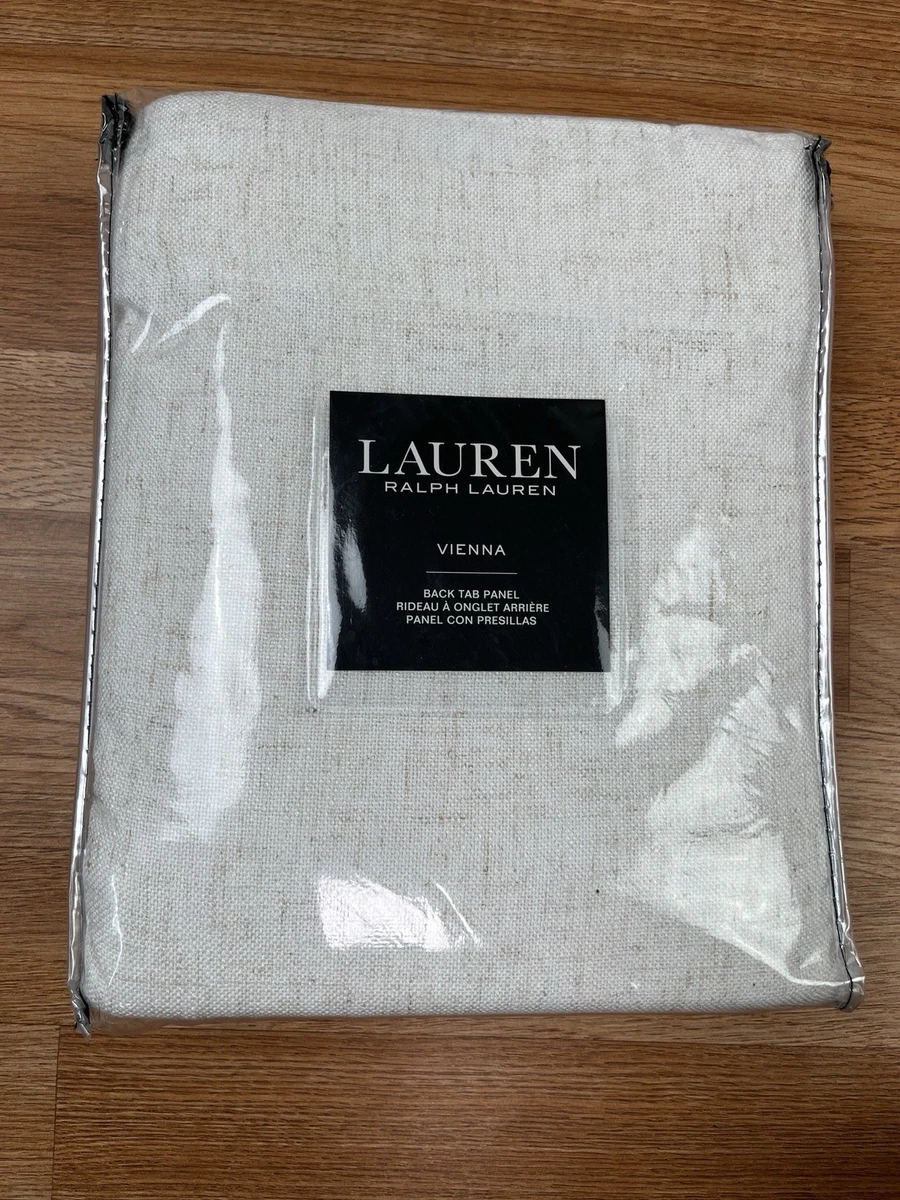 LAUREN
RALPH LAUREN
VIENNA
BACK TAB PANEL
RIDEAU À ONGLET ARRIÈRE
PANEL CON PRESILLAS